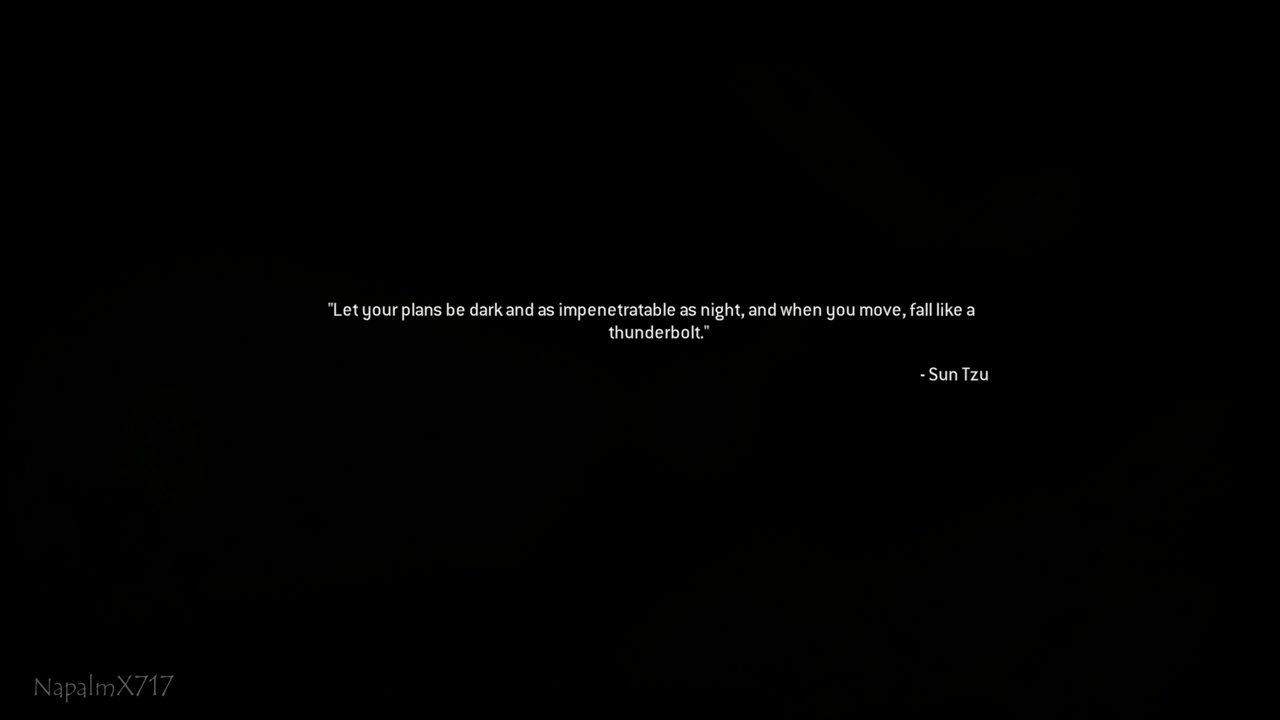 "Let your plans be dark and as impenetratable as night, and when you move, fall like a
thunderbolt."
- Sun Tzu
NapalmX717